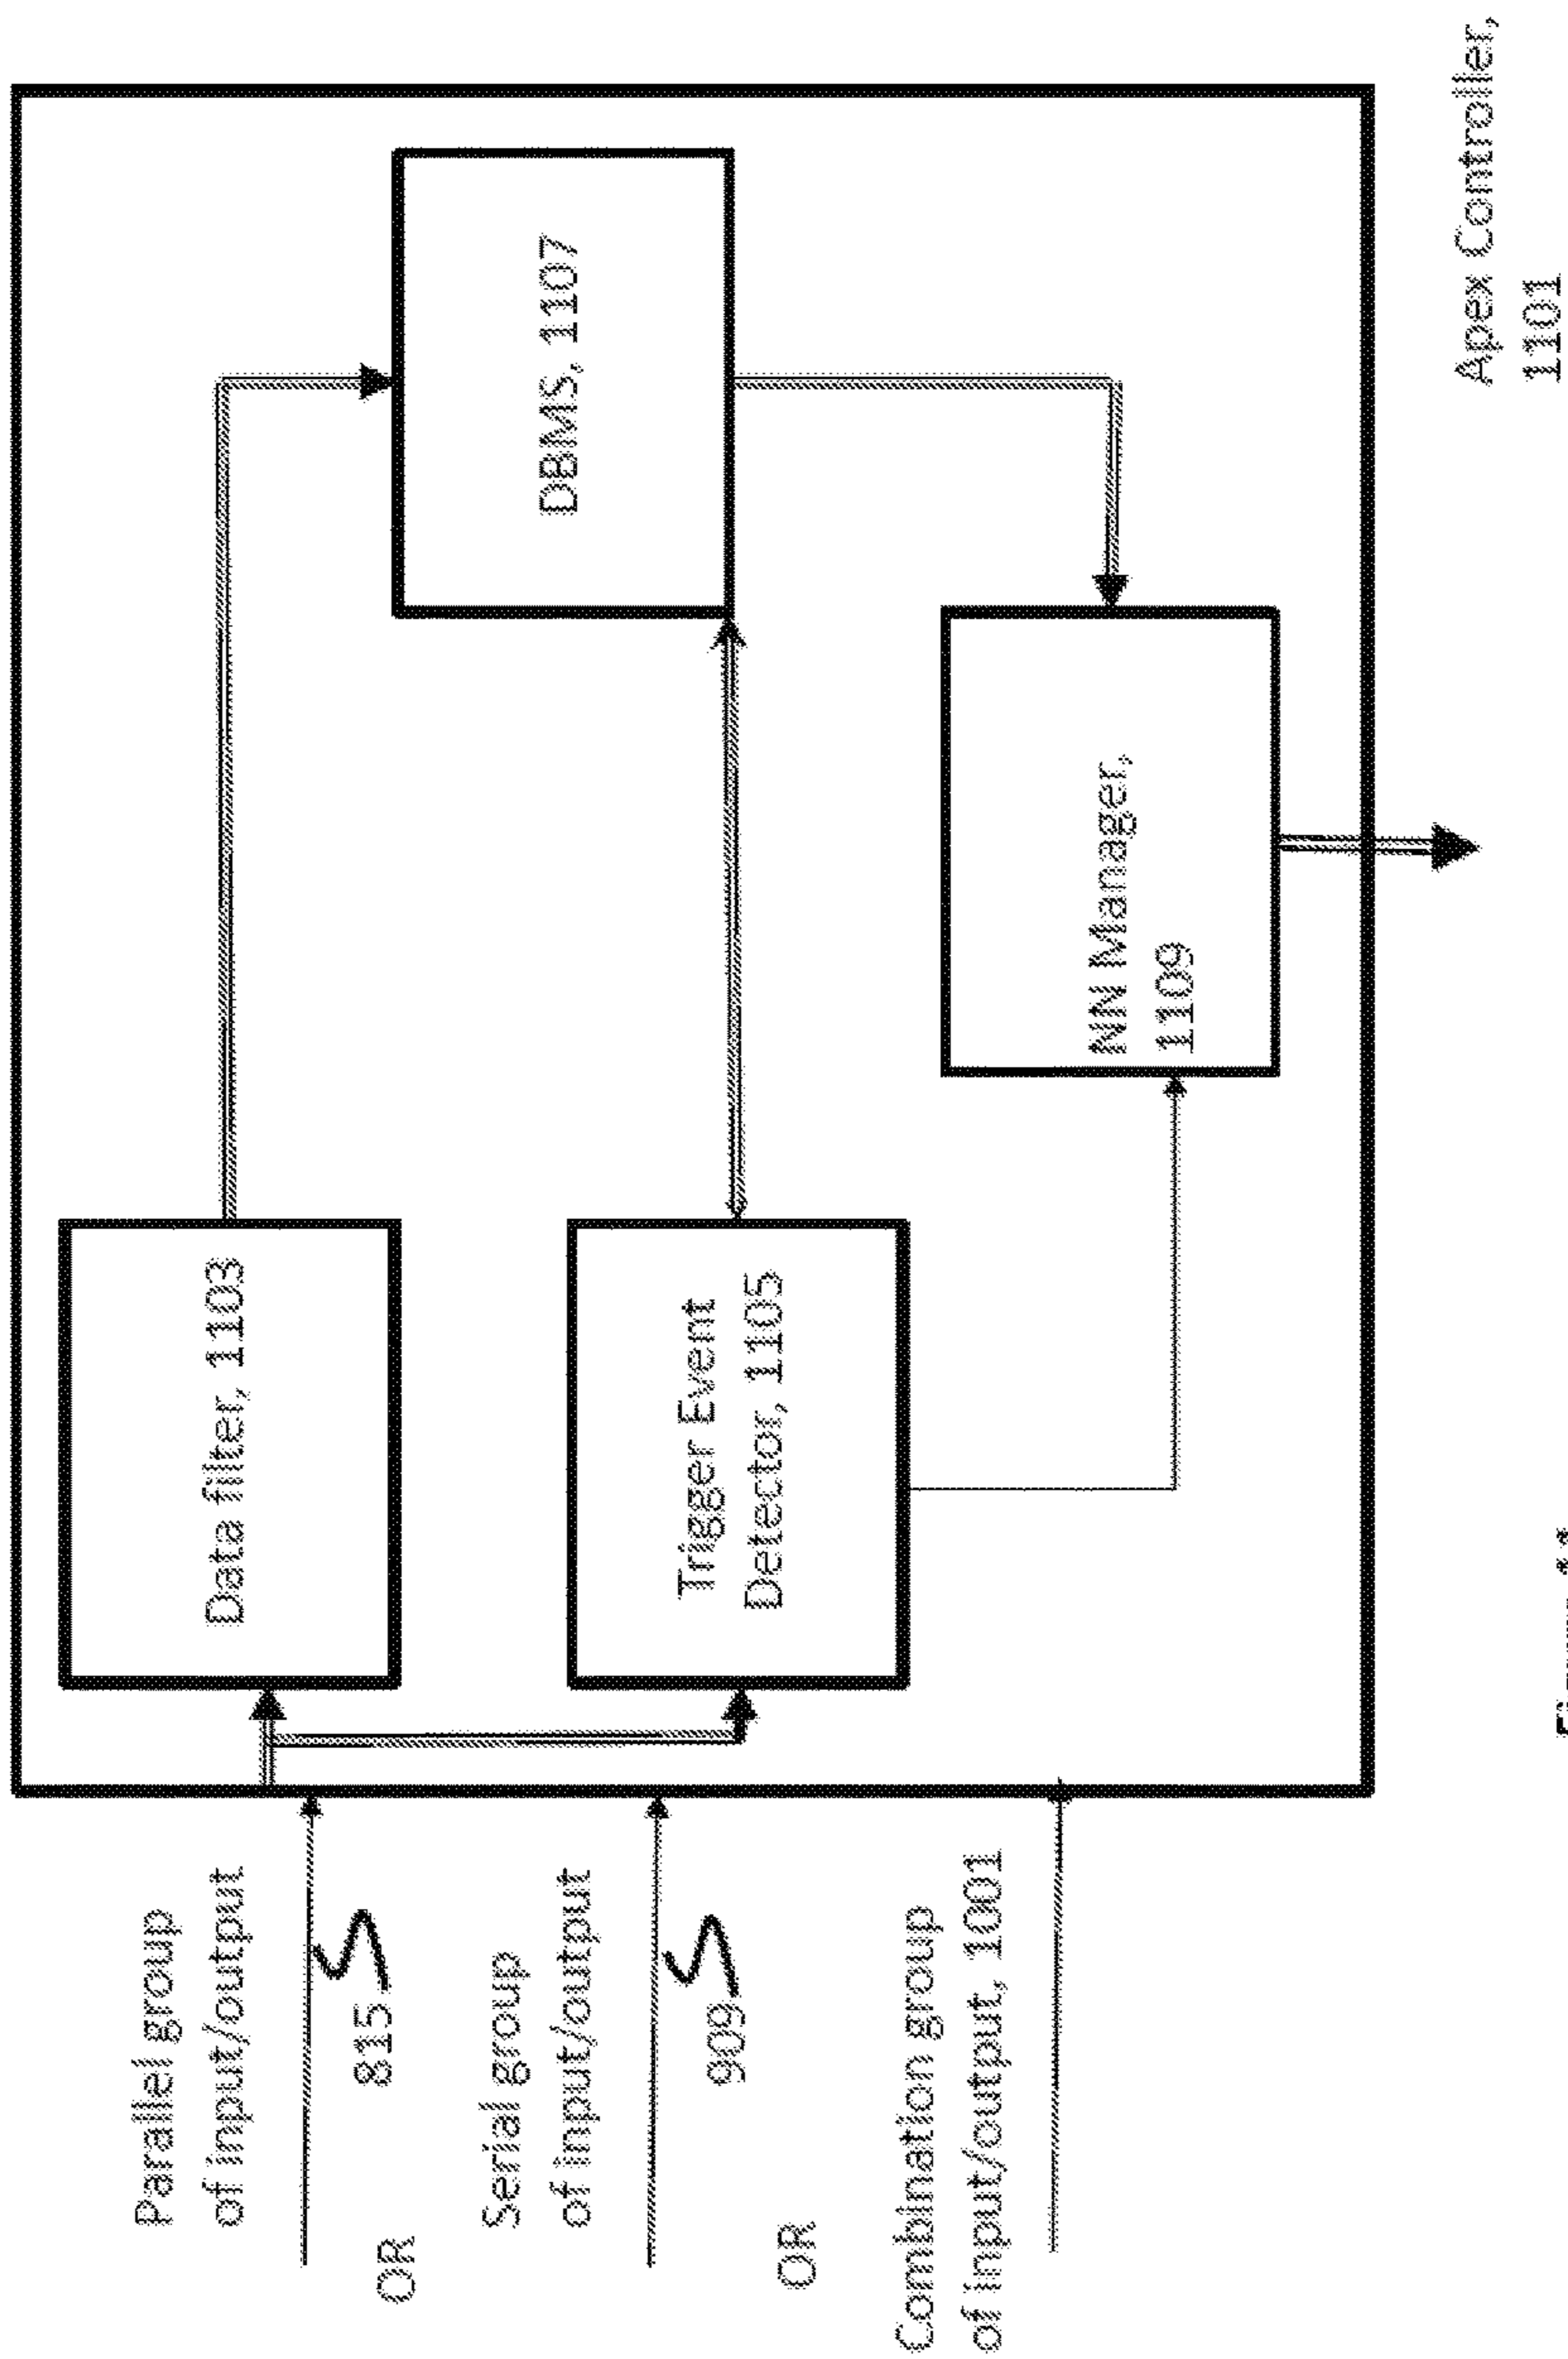 Parallel group
of input/output
815
OR
Serial group
of input/output
909
OR
Combination group
of input/output, 1001
Data filter, 1103
Trigger Event
Detector, 1105
DBMS, 1107
NN Manager,
1109
Apex Controller,
1101